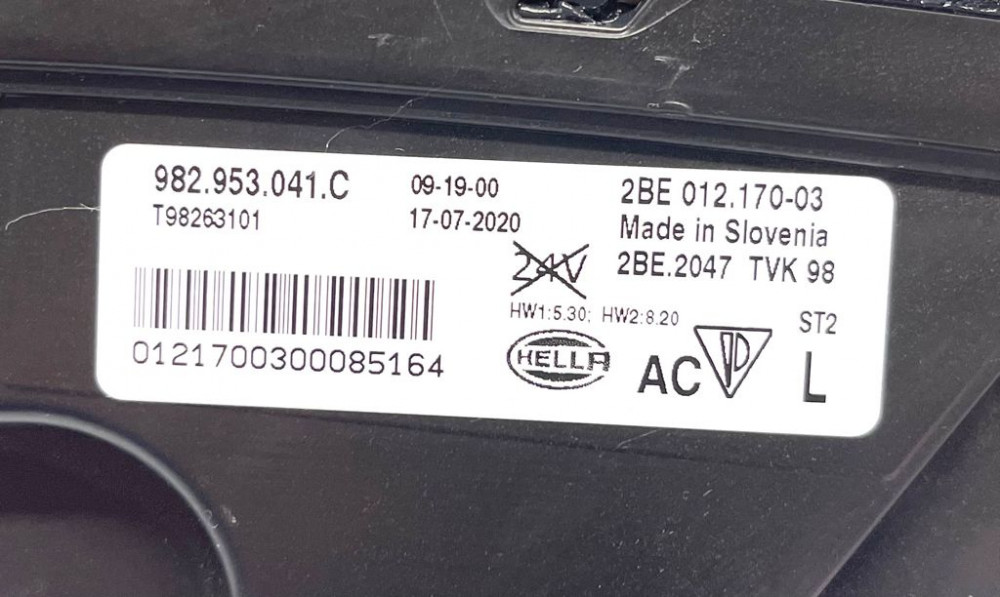 982.953.041.C
T98263101
09-19-00
17-07-2020
2BE 012.170-03
Made in Slovenia
2BE.2047 TVK 98
24V
HW1:5.30; HW2:8.20
ST2
0121700300085164
HELLA
AC
L